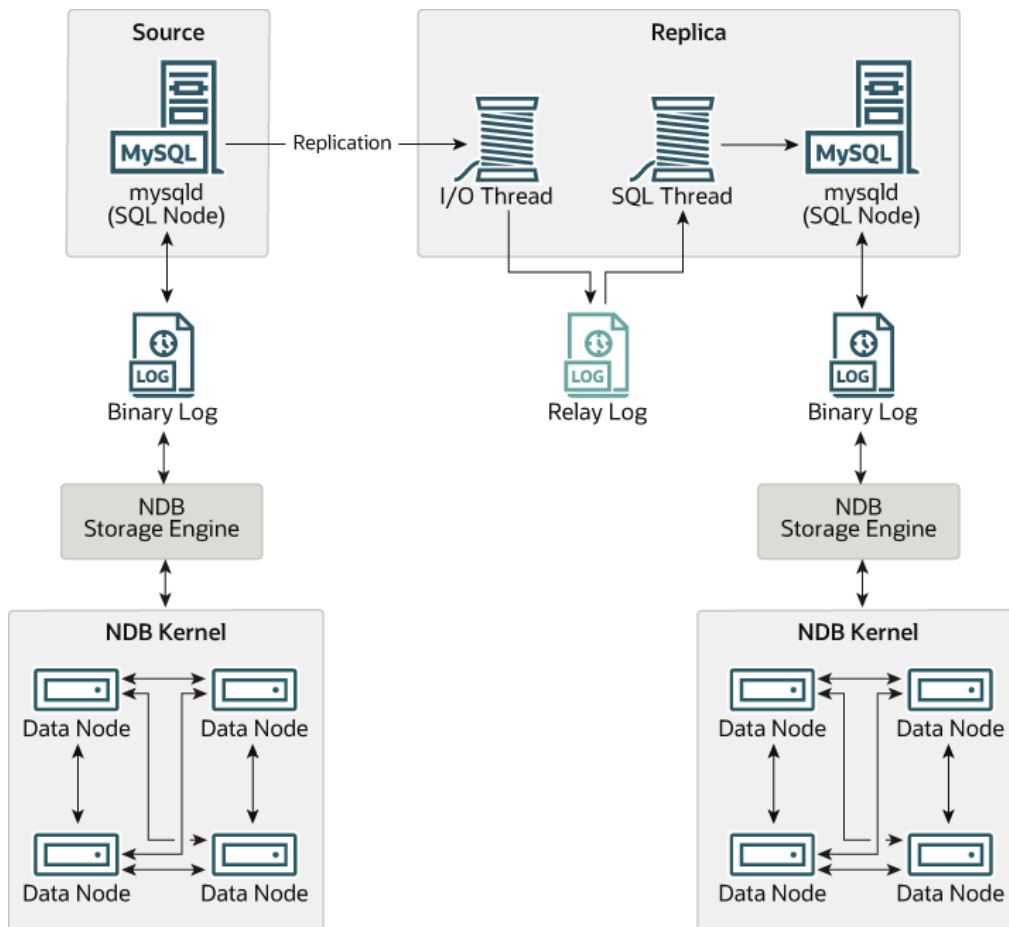 Source
Replica
MySQL
Replication
MySQL
mysqld
(SQL Node)
I/O Thread
SQL Thread
mysqld
(SQL Node)
LOG
LOG
LOG
Binary Log
Relay Log
Binary Log
NDB
Storage Engine
NDB
Storage Engine
NDB Kernel
NDB Kernel
Data Node
Data Node
Data Node
Data Node
Data Node
Data Node
Data Node
Data Node